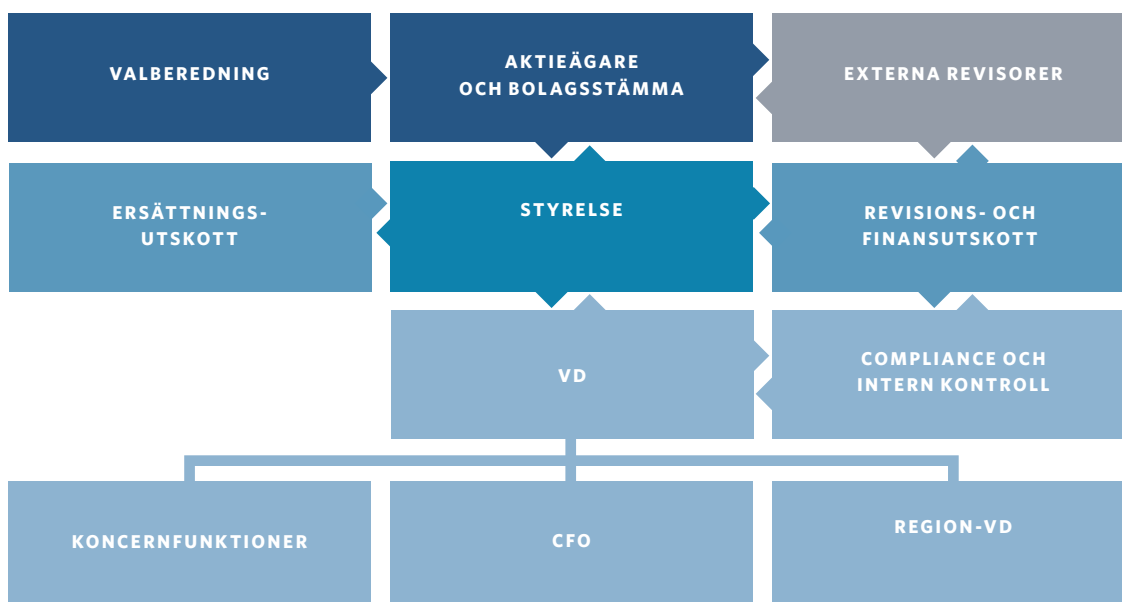 VALBEREDNING
AKTIEÄGARE
OCH BOLAGSSTÄMMA
EXTERNA REVISORER
ERSÄTTNINGS-
UTSKOTT
STYRELSE
REVISIONS- OCH
FINANSUTSKOTT
VD
COMPLIANCE OCH
INTERN KONTROLL
KONCERNFUNKTIONER
CFO
REGION-VD